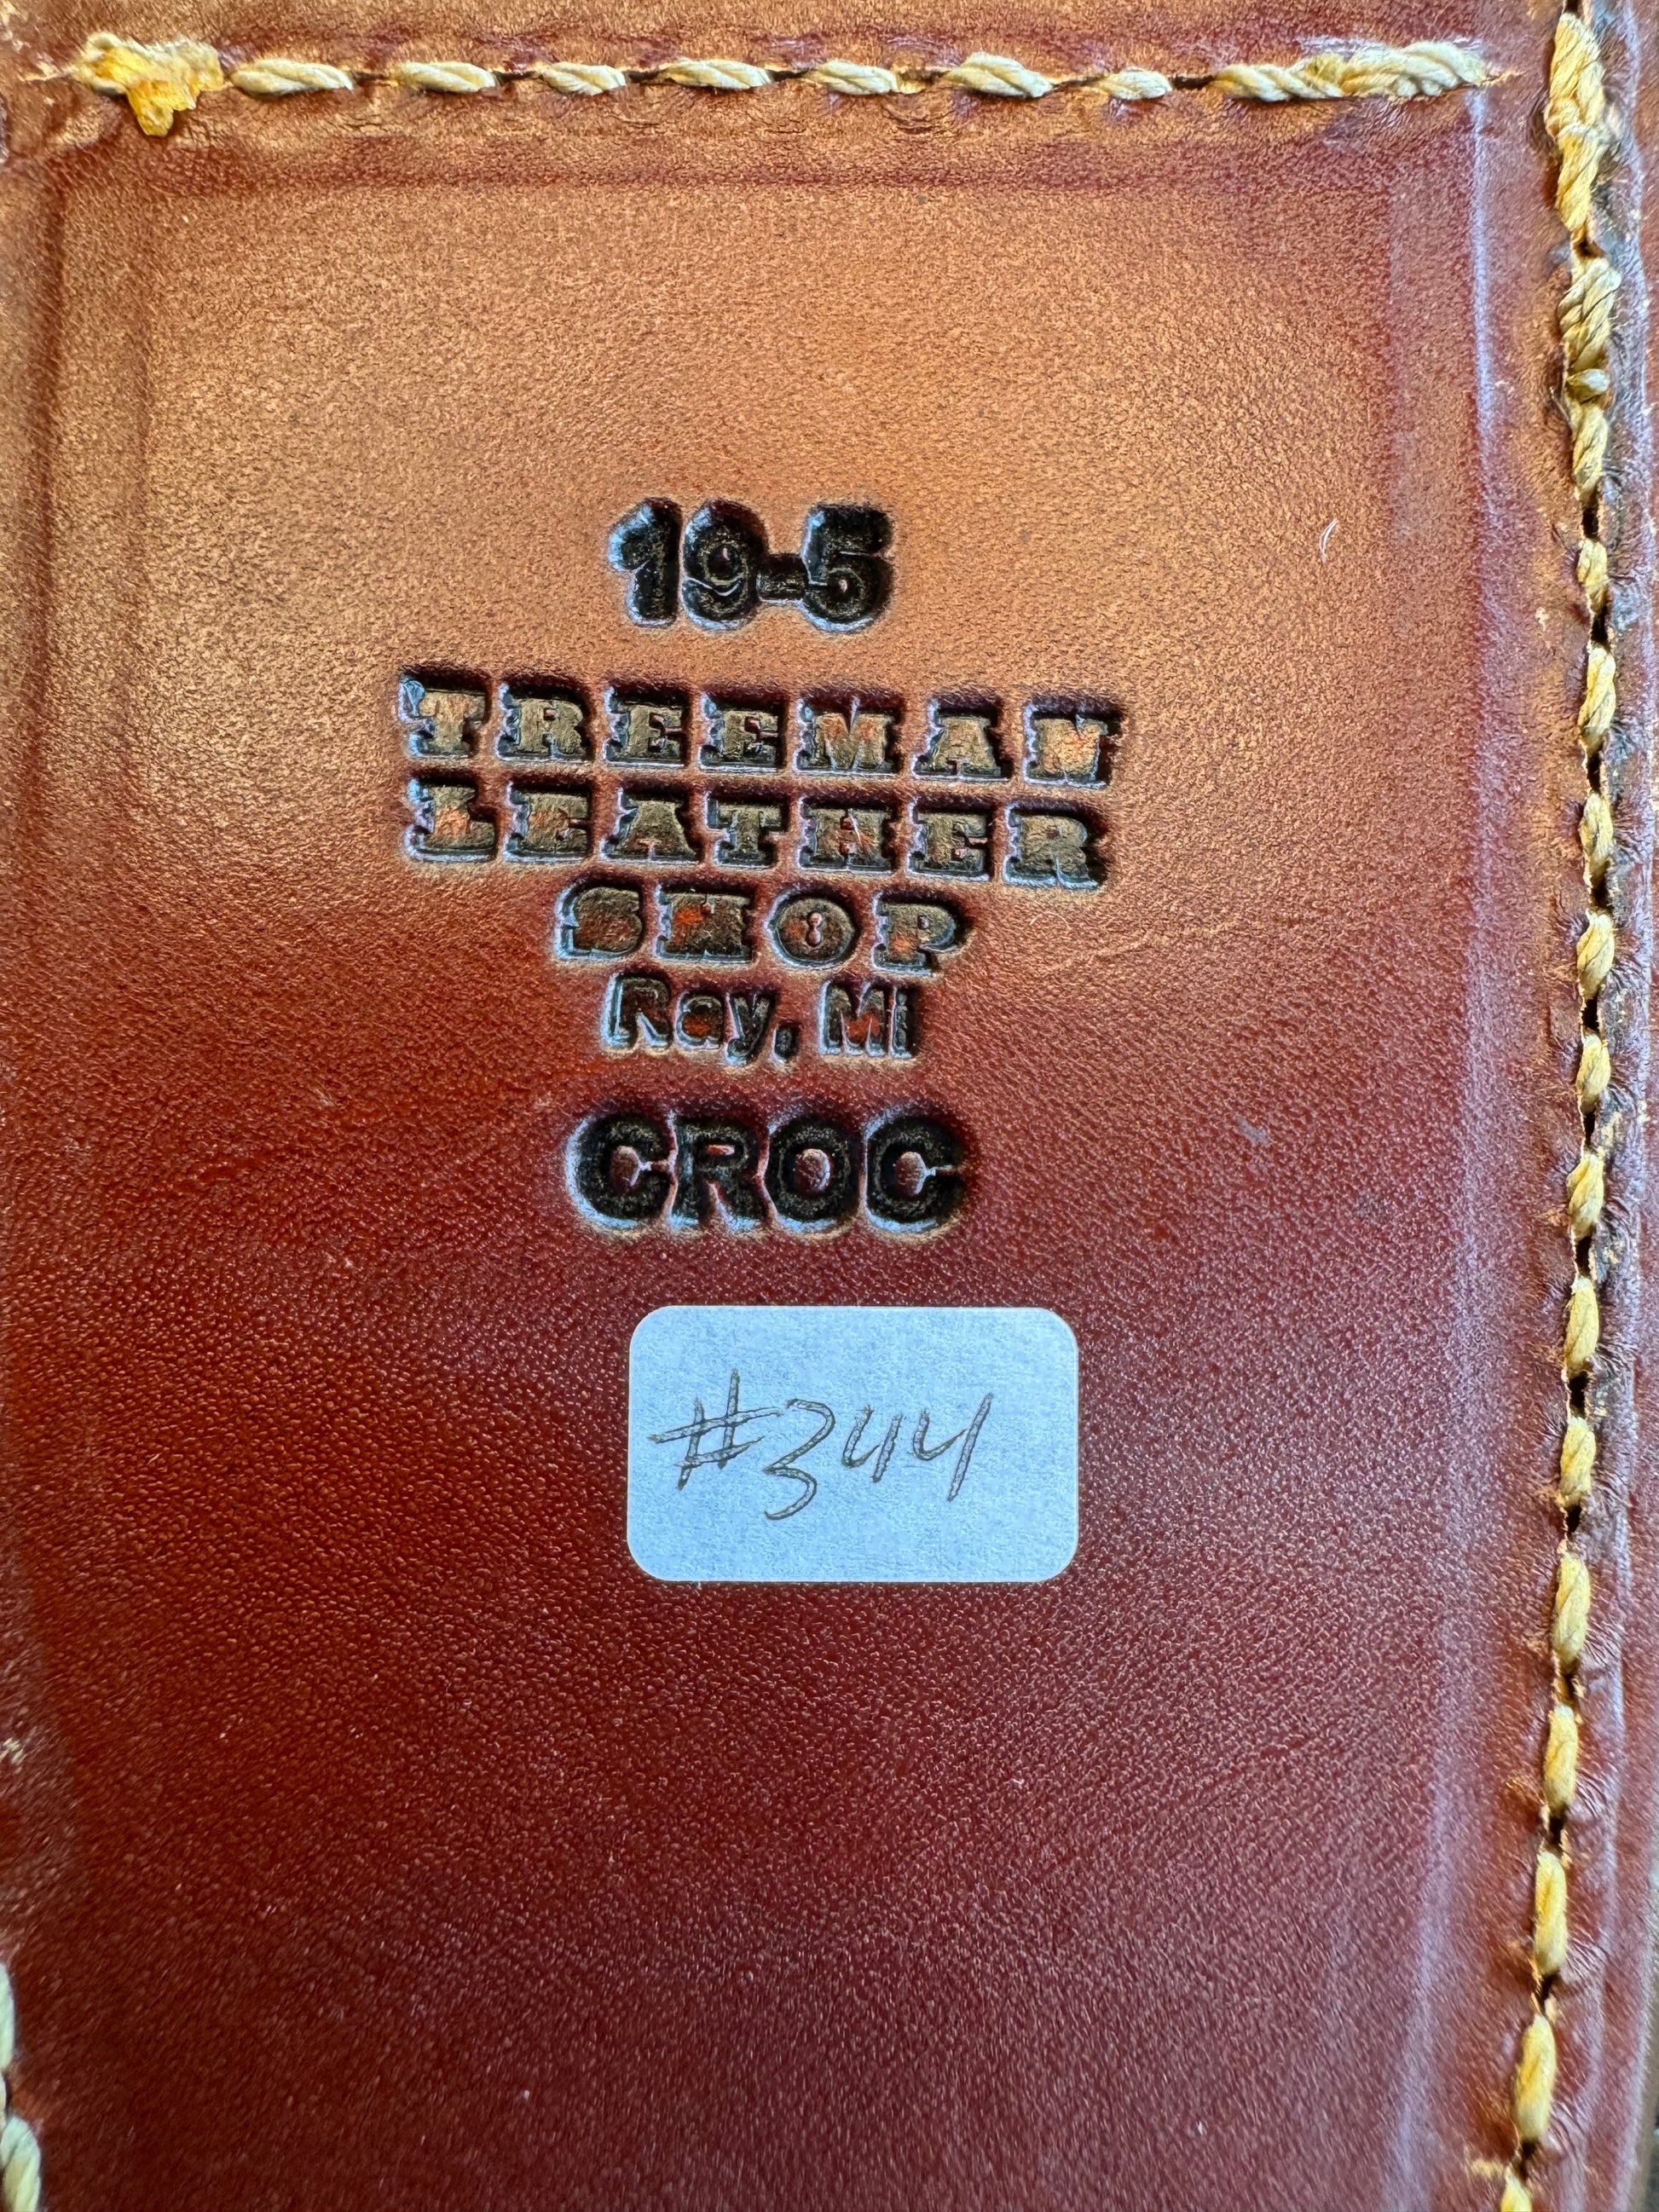 19-5
TREEMAN
LEATHER
SHOP
Ray, Mi
CROC
#344